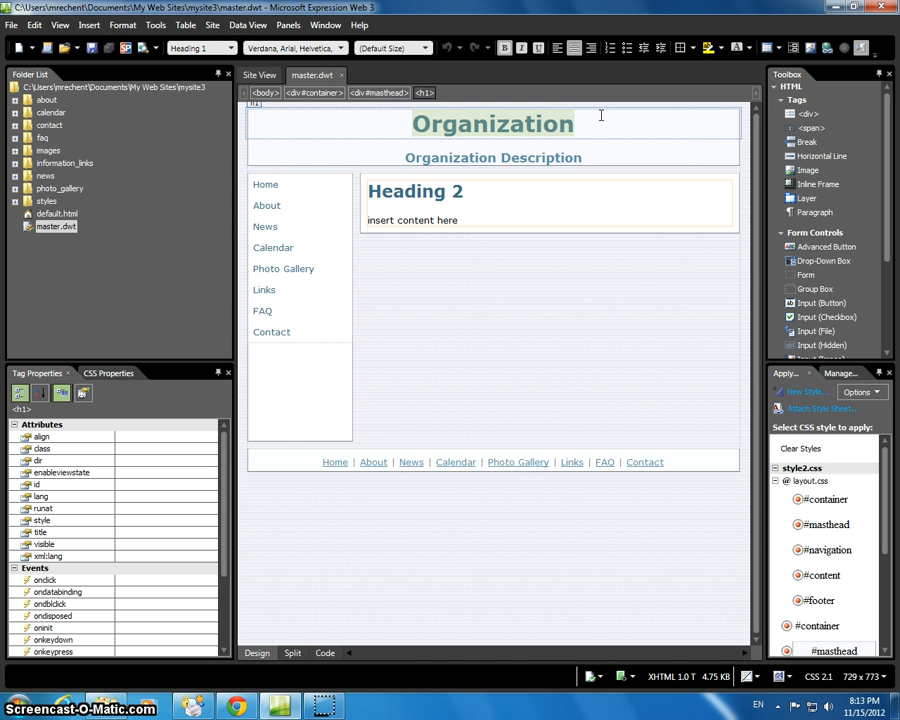 C:\Users\mrechent\Documents\My Web Sites\mysite3\master.dwt - Microsoft Expression Web 3
File Edit View Insert Format Tools Table Site Data View Panels Window Help
Heading 1 Verdana, Arial, Helvetica, (Default Size) B I U
Folder List
C:\Users\mrechent\Documents\My Web Sites\mysite3
about
calendar
contact
faq
images
information_links
news
photo_gallery
styles
default.html
master.dwt
Tag Properties CSS Properties
<h1>
Attributes
align
class
dir
enableviewstate
id
lang
runat
style
title
visible
xml:lang
Events
onclick
ondatabinding
ondblclick
ondisposed
oninit
onkeydown
onkeypress
Site View master.dwt
<body> <div#container> <div#masthead> <h1>
h1
Organization
Organization Description
Home
About
News
Calendar
Photo Gallery
Links
FAQ
Contact
Heading 2
insert content here
Home | About | News | Calendar | Photo Gallery | Links | FAQ | Contact
Design Split Code
Toolbox
HTML
Tags
<div>
<span>
Break
Horizontal Line
Image
Inline Frame
Layer
Paragraph
Form Controls
Advanced Button
Drop-Down Box
Form
Group Box
Input (Button)
Input (Checkbox)
Input (File)
Input (Hidden)
Apply... Manage...
New Style... Options
Attach Style Sheet...
Select CSS style to apply:
Clear Styles
style2.css
@ layout.css
#container
#masthead
#navigation
#content
#footer
#container
#masthead
XHTML 1.0 T 4.75 KB CSS 2.1 729 x 773
Screencast-O-Matic.com
EN 8:13 PM
11/15/2012